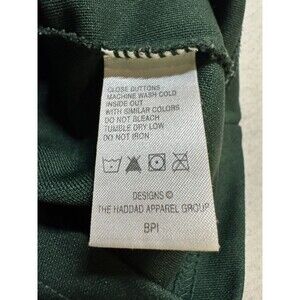 CLOSE BUTTONS
MACHINE WASH COLD
INSIDE OUT
WITH SIMILAR COLORS
DO NOT BLEACH
TUMBLE DRY LOW
DO NOT IRON
DESIGNS ©
THE HADDAD APPAREL GROUP
BPI